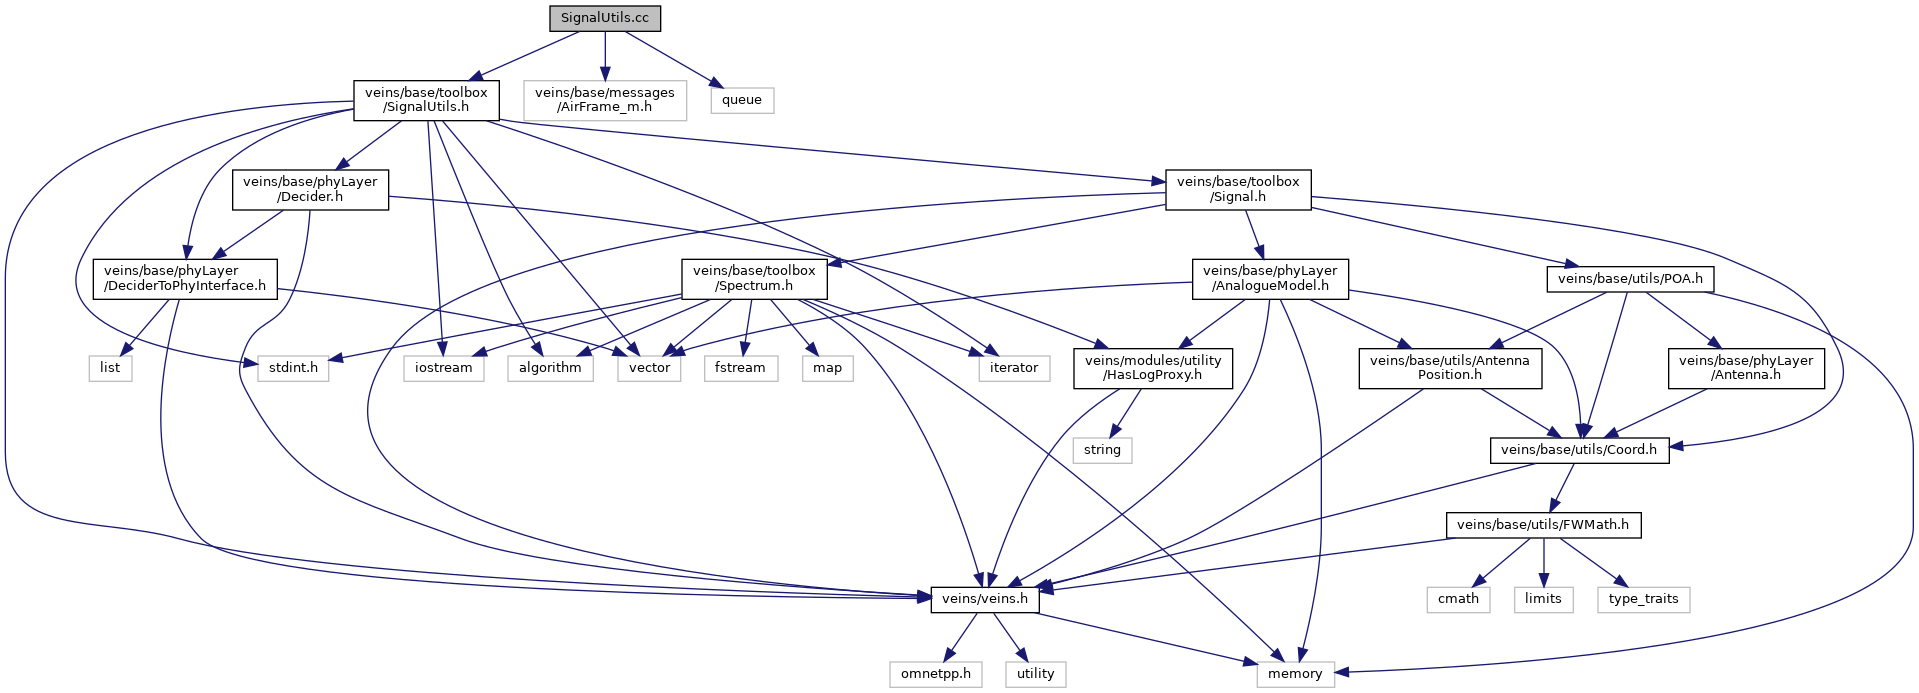 SignalUtils.cc
veins/base/toolbox
/SignalUtils.h
veins/base/messages
/AirFrame_m.h
queue
veins/base/phyLayer
/Decider.h
veins/base/toolbox
/Signal.h
veins/base/phyLayer
/DeciderToPhyInterface.h
veins/base/toolbox
/Spectrum.h
veins/base/phyLayer
/AnalogueModel.h
veins/base/utils/POA.h
list
stdint.h
iostream
algorithm
vector
fstream
map
iterator
veins/modules/utility
/HasLogProxy.h
veins/base/utils/Antenna
Position.h
veins/base/phyLayer
/Antenna.h
string
veins/base/utils/Coord.h
veins/base/utils/FWMath.h
veins/veins.h
cmath
limits
type_traits
omnetpp.h
utility
memory